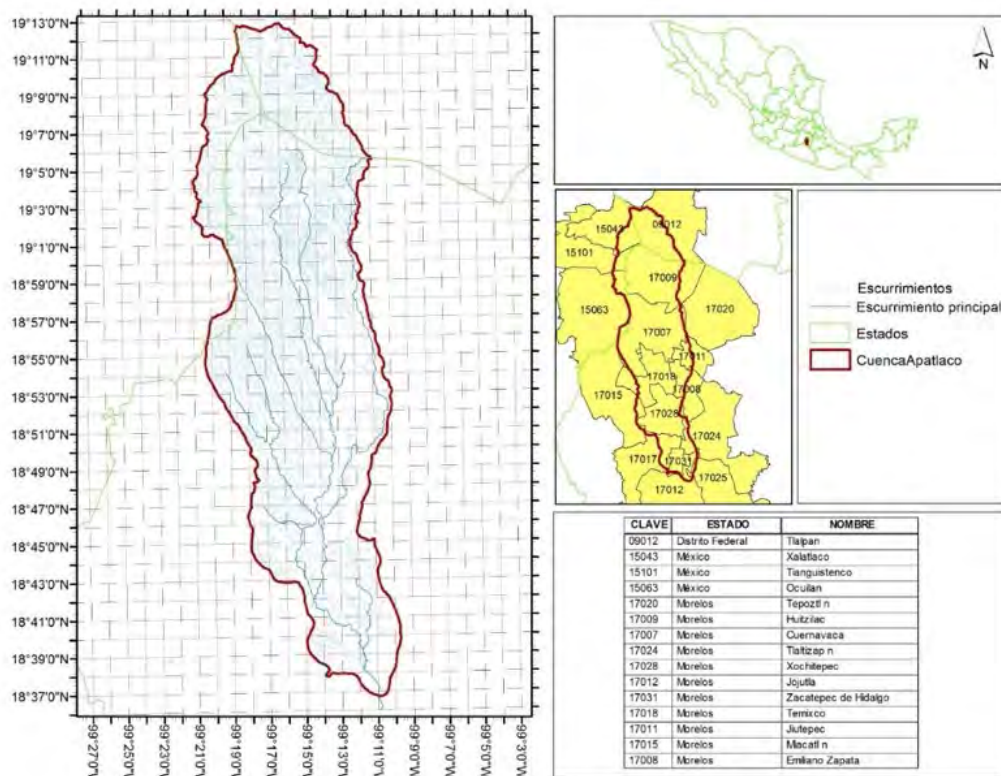 19°13'0"N
19°11'0"N
19°9'0"N
19°7'0"N
19°5'0"N
19°3'0"N
19°1'0"N
18°59'0"N
18°57'0"N
18°55'0"N
18°53'0"N
18°51'0"N
18°49'0"N
18°47'0"N
18°45'0"N
18°43'0"N
18°41'0"N
18°39'0"N
18°37'0"N
99°27'0"W
99°25'0"W
99°23'0"W
99°21'0"W
99°19'0"W
99°17'0"W
99°15'0"W
99°13'0"W
99°11'0"W
99°9'0"W
99°7'0"W
99°5'0"W
99°3'0"W
N
09012
15043
15101
17009
15063
17020
17007
17011
17018
17008
17015
17028
17024
17017
17031
17025
17012
Escurrimientos
Escurrimiento principal
Estados
CuencaApatlaco
CLAVE ESTADO NOMBRE
09012 Distrito Federal Tlalpan
15043 México Xalatlaco
15101 México Tianguistenco
15063 México Ocuilan
17020 Morelos Tepoztl n
17009 Morelos Huitzilac
17007 Morelos Cuernavaca
17024 Morelos Tlaltizap n
17028 Morelos Xochitepec
17012 Morelos Jojutla
17031 Morelos Zacatepec de Hidalgo
17018 Morelos Temixco
17011 Morelos Jiutepec
17015 Morelos Miacatl n
17008 Morelos Emiliano Zapata